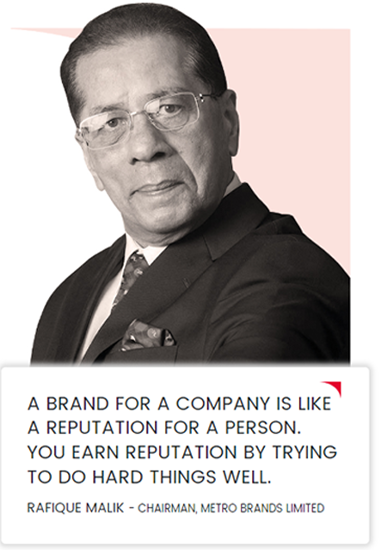 A BRAND FOR A COMPANY IS LIKE
A REPUTATION FOR A PERSON.
YOU EARN REPUTATION BY TRYING
TO DO HARD THINGS WELL.
RAFIQUE MALIK - CHAIRMAN, METRO BRANDS LIMITED